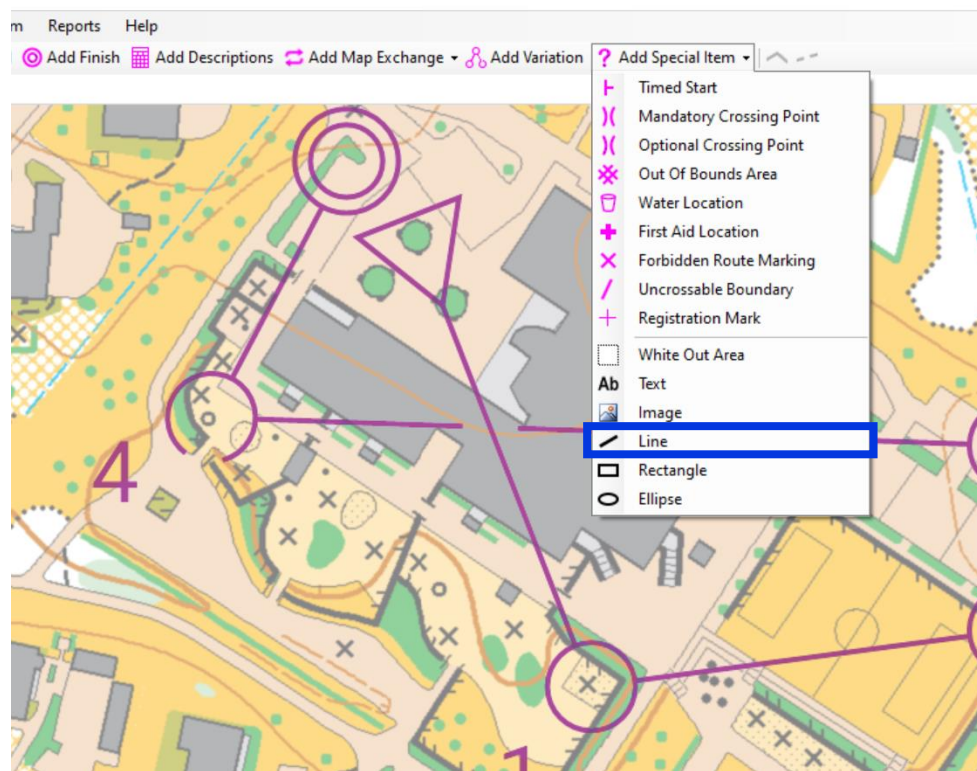 m Reports Help
Add Finish Add Descriptions Add Map Exchange Add Variation ? Add Special Item
Timed Start
Mandatory Crossing Point
Optional Crossing Point
Out Of Bounds Area
Water Location
First Aid Location
Forbidden Route Marking
Uncrossable Boundary
Registration Mark
White Out Area
Ab Text
Image
Line
Rectangle
Ellipse
4
1